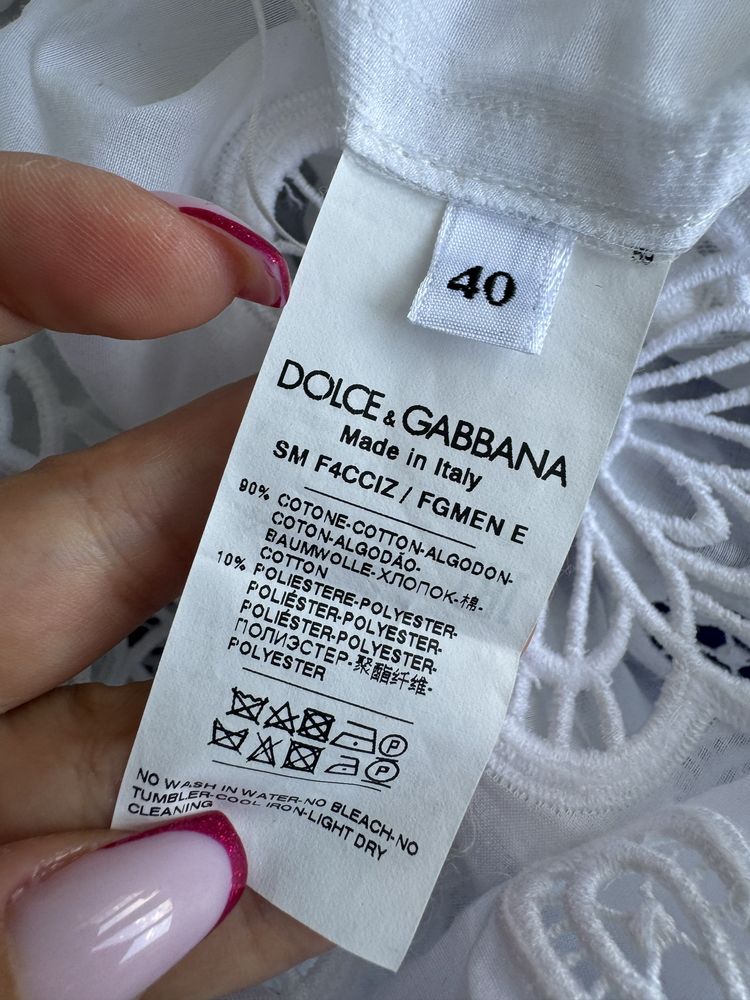 40
DOLCE & GABBANA
Made in Italy
SM F4CCIZ / FGMEN E
90% COTONE-COTTON-ALGODON-
COTON-ALGODÃO-
BAUMWOLLE-ХЛОПОК-棉-
COTTON
10% POLIESTERE-POLYESTER-
POLIÉSTER-POLYESTER-
POLIÉSTER-POLYESTER-
ПОЛИЭСТЕР-聚酯纤维-
POLYESTER
P
P
NO WASH IN WATER-NO BLEACH-NO
TUMBLER-COOL IRON-LIGHT DRY
CLEANING